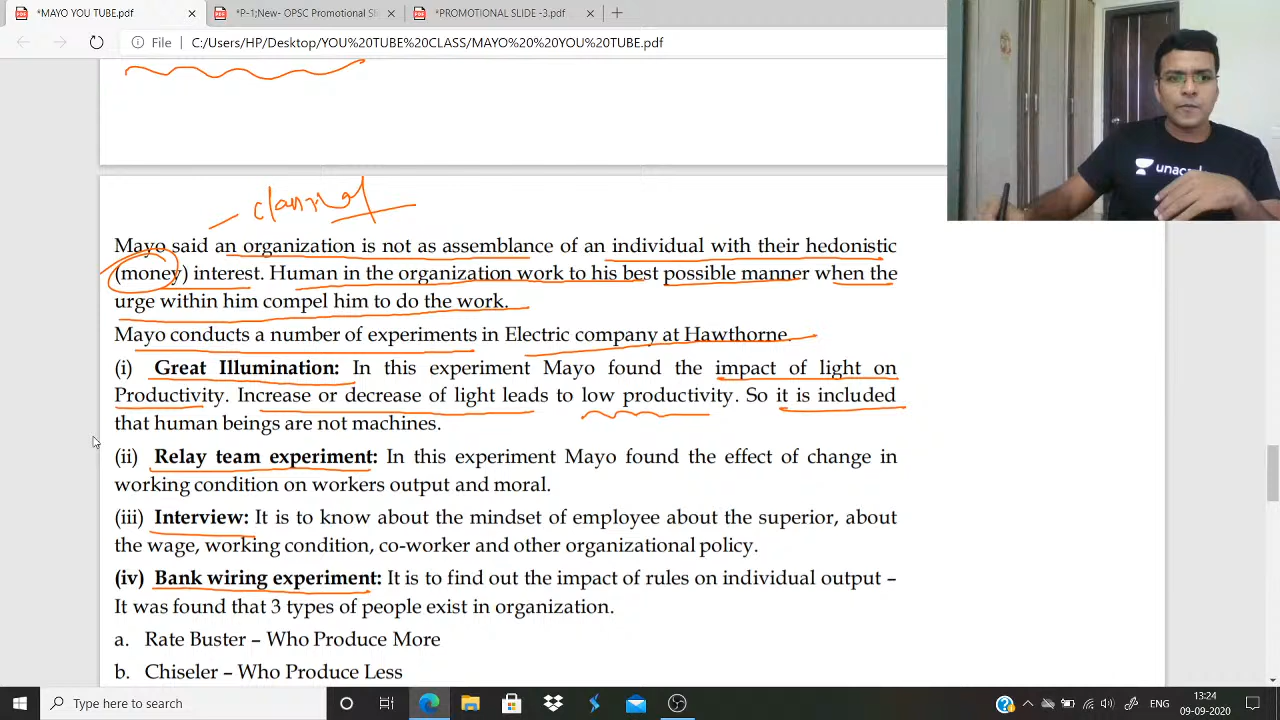 *MAYO YOU TUBE.pdf
*P-1;New- OPSC Promotional Sl
*PROMOTIONAL SLIDE -3.pdf
File
C:/Users/HP/Desktop/YOU%20TUBE%20CLASS/MAYO%20%20YOU%20TUBE.pdf
unac
Mayo said an organization is not as assemblance of an individual with their hedonistic
(money) interest. Human in the organization work to his best possible manner when the
urge within him compel him to do the work.
Mayo conducts a number of experiments in Electric company at Hawthorne.
(i) Great Illumination: In this experiment Mayo found the impact of light on
Productivity. Increase or decrease of light leads to low productivity. So it is included
that human beings are not machines.
(ii) Relay team experiment: In this experiment Mayo found the effect of change in
working condition on workers output and moral.
(iii) Interview: It is to know about the mindset of employee about the superior, about
the wage, working condition, co-worker and other organizational policy.
(iv) Bank wiring experiment: It is to find out the impact of rules on individual output –
It was found that 3 types of people exist in organization.
a. Rate Buster – Who Produce More
b. Chiseler – Who Produce Less
Type here to search
ENG
13:24
09-09-2020